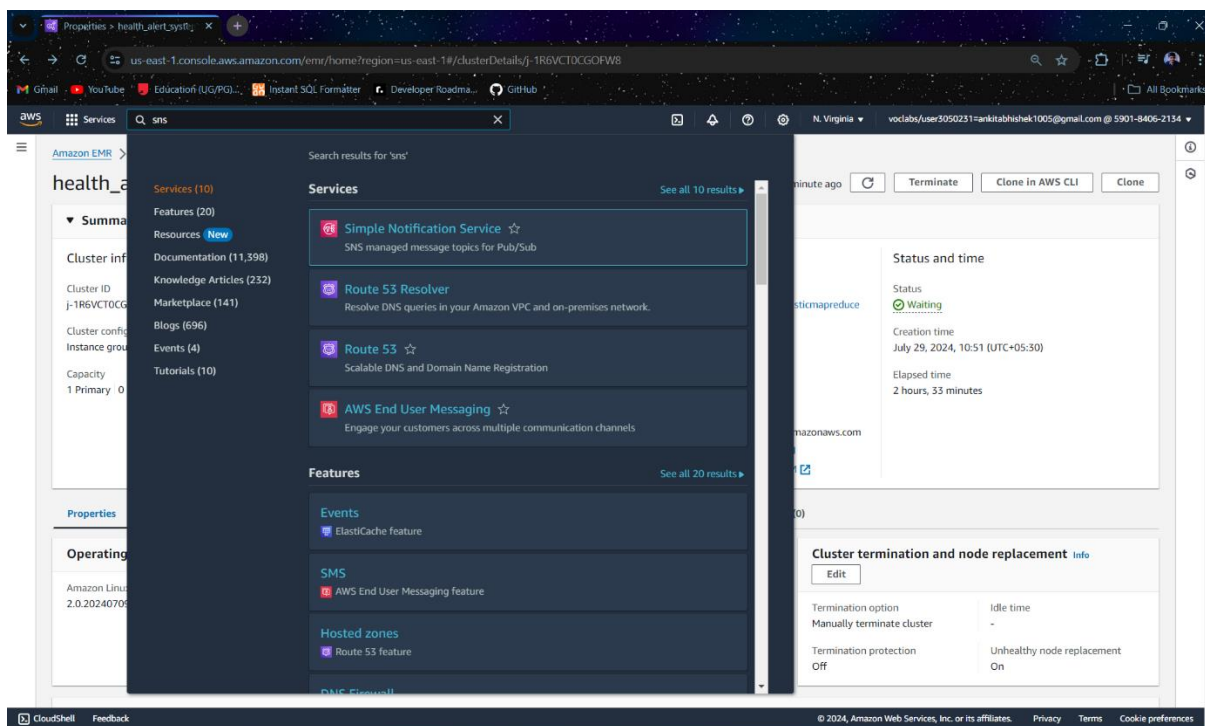 Properties > health_alert_syste
us-east-1.console.aws.amazon.com/emr/home?region=us-east-1#/clusterDetails/j-1R6VCT0CGOFW8
Gmail YouTube Education (UG/PG)... Instant SQL Formatter Developer Roadma... GitHub All Bookmarks
aws Services sns N. Virginia voclabs/user3050231=ankitabhishek1005@gmail.com @ 5901-8406-2134
Amazon EMR >
health_a
minute ago Terminate Clone in AWS CLI Clone
Summa
Cluster inf
Cluster ID
j-1R6VCT0CG
Cluster config
Instance grou
Capacity
1 Primary 0
Search results for 'sns'
Services (10)
Features (20)
Resources New
Documentation (11,398)
Knowledge Articles (232)
Marketplace (141)
Blogs (696)
Events (4)
Tutorials (10)
Services See all 10 results
Simple Notification Service
SNS managed message topics for Pub/Sub
Route 53 Resolver
Resolve DNS queries in your Amazon VPC and on-premises network.
Route 53
Scalable DNS and Domain Name Registration
AWS End User Messaging
Engage your customers across multiple communication channels
Features See all 20 results
Events
ElastiCache feature
SMS
AWS End User Messaging feature
Hosted zones
Route 53 feature
DNS Firewall
sticmapreduce
mazonaws.com
Status and time
Status
Waiting
Creation time
July 29, 2024, 10:51 (UTC+05:30)
Elapsed time
2 hours, 33 minutes
Properties
(0)
Operating
Amazon Linu
2.0.20240709
Cluster termination and node replacement Info
Edit
Termination option
Manually terminate cluster
Idle time
-
Termination protection
Off
Unhealthy node replacement
On
CloudShell Feedback © 2024, Amazon Web Services, Inc. or its affiliates. Privacy Terms Cookie preferences